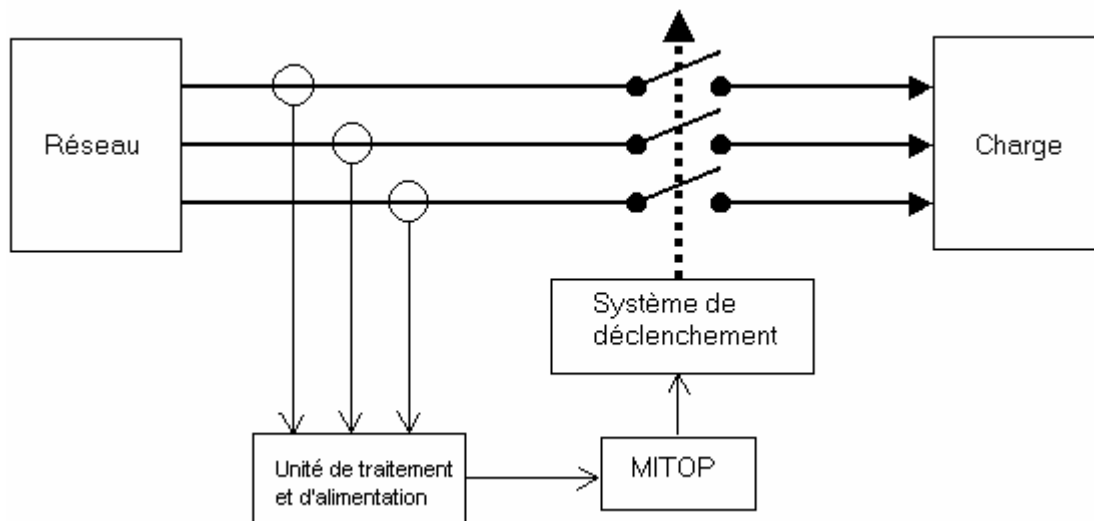 Réseau
Charge
Système de
déclenchement
Unité de traitement
et d'alimentation
MITOP